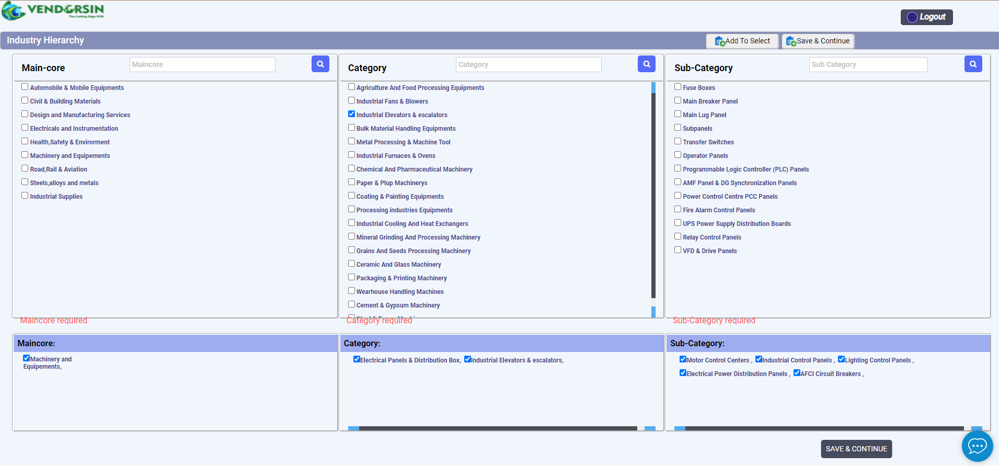 VENDORSIN
The Cutting Edge SCM
Logout
Industry Hierarchy
Add To Select
Save & Continue
Main-core
Maincore
Automobile & Mobile Equipments
Civil & Building Materials
Design and Manufacturing Services
Electricals and Instrumentation
Health,Safety & Envirorment
Machinery and Equipements
Road,Rail & Aviation
Steels,alloys and metals
Industrial Supplies
Maincore required
Category
Category
Agriculture And Food Processing Equipments
Industrial Fans & Blowers
Industrial Elevators & escalators
Bulk Material Handling Equipments
Metal Processing & Machine Tool
Industrial Furnaces & Ovens
Chemical And Pharmaceutical Machinery
Paper & Plup Machinerys
Coating & Painting Equipments
Processing industries Equipments
Industrial Cooling And Heat Exchangers
Mineral Grinding And Processing Machinery
Grains And Seeds Processing Machinery
Ceramic And Glass Machinery
Packaging & Printing Machinery
Wearhouse Handling Machines
Cement & Gypsum Machinery
Category required
Sub-Category
Sub Category
Fuse Boxes
Main Breaker Panel
Main Lug Panel
Subpanels
Transfer Switches
Operator Panels
Programmable Logic Controller (PLC) Panels
AMF Panel & DG Synchronization Panels
Power Control Centre PCC Panels
Fire Alarm Control Panels
UPS Power Supply Distribution Boards
Relay Control Panels
VFD & Drive Panels
Sub-Category required
Maincore:
Machinery and
Equipements,
Category:
Electrical Panels & Distribution Box, Industrial Elevators & escalators,
Sub-Category:
Motor Control Centers , Industrial Control Panels , Lighting Control Panels ,
Electrical Power Distribution Panels , AFCI Circuit Breakers ,
SAVE & CONTINUE